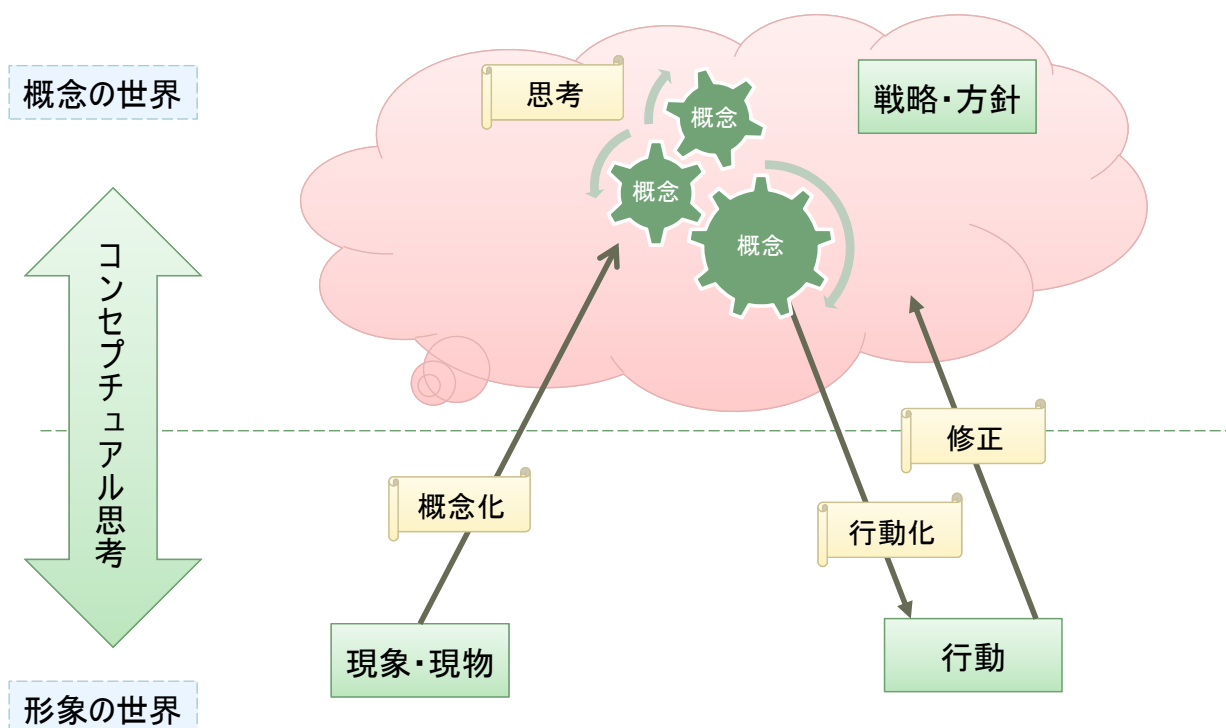 概念の世界
思考
概念
戦略・方針
概念
概念
コンセプチュアル思考
修正
概念化
行動化
現象・現物
行動
形象の世界